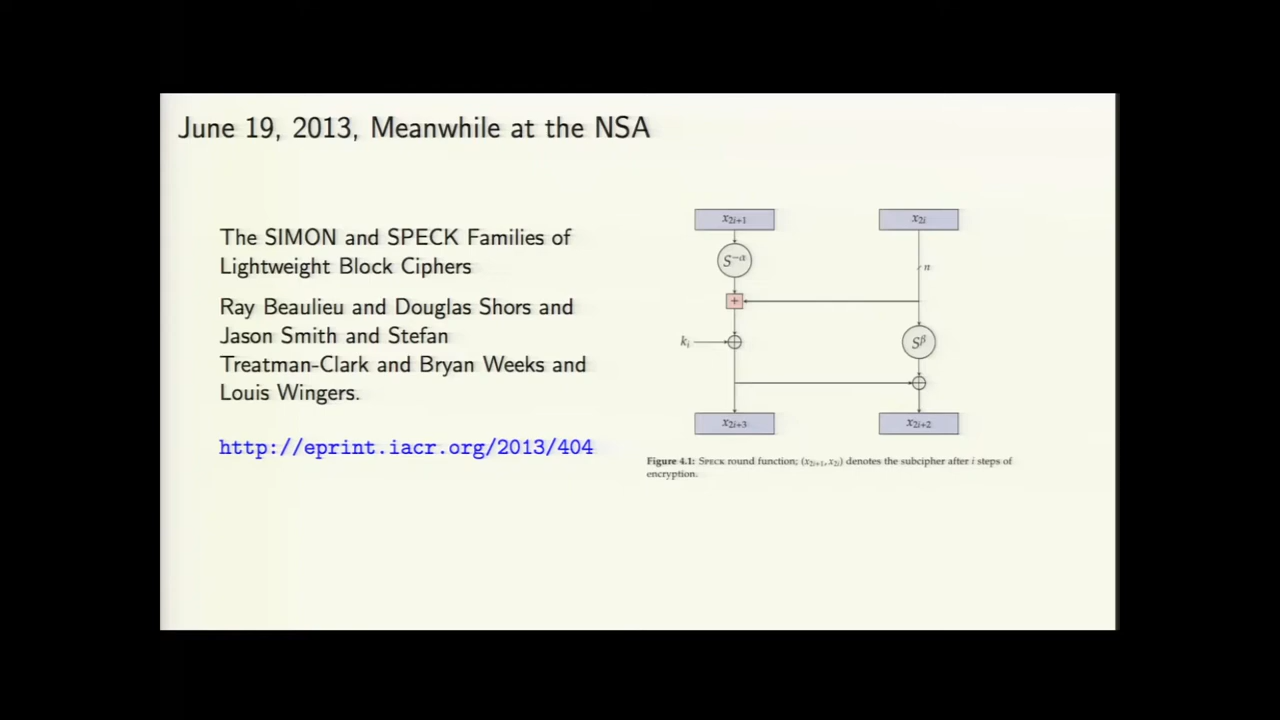 June 19, 2013, Meanwhile at the NSA
The SIMON and SPECK Families of
Lightweight Block Ciphers
Ray Beaulieu and Douglas Shors and
Jason Smith and Stefan
Treatman-Clark and Bryan Weeks and
Louis Wingers.
http://eprint.iacr.org/2013/404
x₂ᵢ₊₁
x₂ᵢ
S⁻ᵅ
n
+
kᵢ
Sᵝ
x₂ᵢ₊₃
x₂ᵢ₊₂
Figure 4.1: SPECK round function; (x₂ᵢ₊₁, x₂ᵢ) denotes the subcipher after i steps of
encryption.